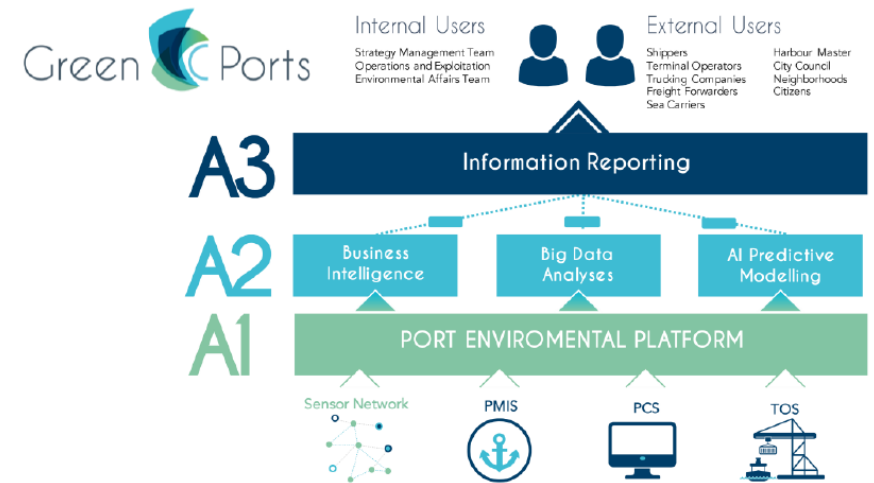 Green C Ports
Internal Users
Strategy Management Team
Operations and Exploitation
Environmental Affairs Team
External Users
Shippers
Terminal Operators
Trucking Companies
Freight Forwarders
Sea Carriers
Harbour Master
City Council
Neighborhoods
Citizens
A3
Information Reporting
A2
Business
Intelligence
Big Data
Analyses
AI Predictive
Modelling
A1
PORT ENVIROMENTAL PLATFORM
Sensor Network
PMIS
PCS
TOS